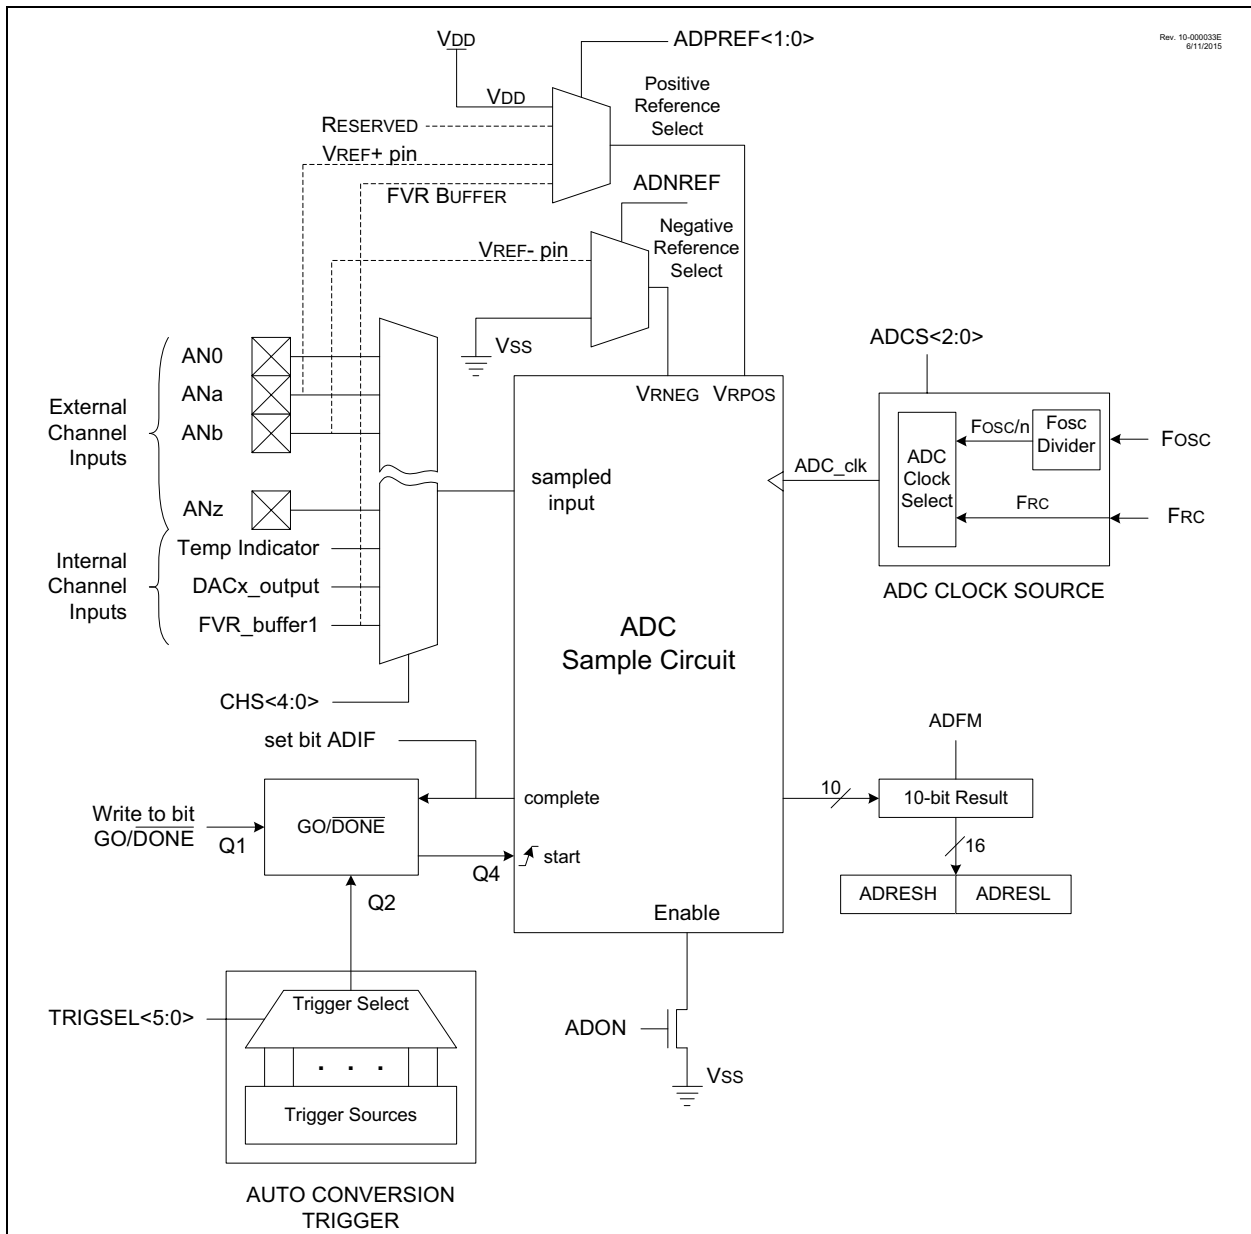 Rev. 10-000033E
6/11/2015
VDD
ADPREF<1:0>
VDD
Positive
Reference
Select
RESERVED
VREF+ pin
FVR BUFFER
ADNREF
Negative
Reference
Select
VREF- pin
VSS
External
Channel
Inputs
AN0
ANa
ANb
ANz
Internal
Channel
Inputs
Temp Indicator
DACx_output
FVR_buffer1
CHS<4:0>
VRNEG VRPOS
sampled
input
ADC_clk
ADC
Sample Circuit
ADCS<2:0>
ADC
Clock
Select
FOSC/n
Fosc
Divider
FOSC
FRC
FRC
ADC CLOCK SOURCE
set bit ADIF
complete
Write to bit
GO/DONE
Q1
GO/DONE
Q4
start
Q2
Enable
ADFM
10
10-bit Result
16
ADRESH
ADRESL
ADON
VSS
TRIGSEL<5:0>
Trigger Select
. . .
Trigger Sources
AUTO CONVERSION
TRIGGER